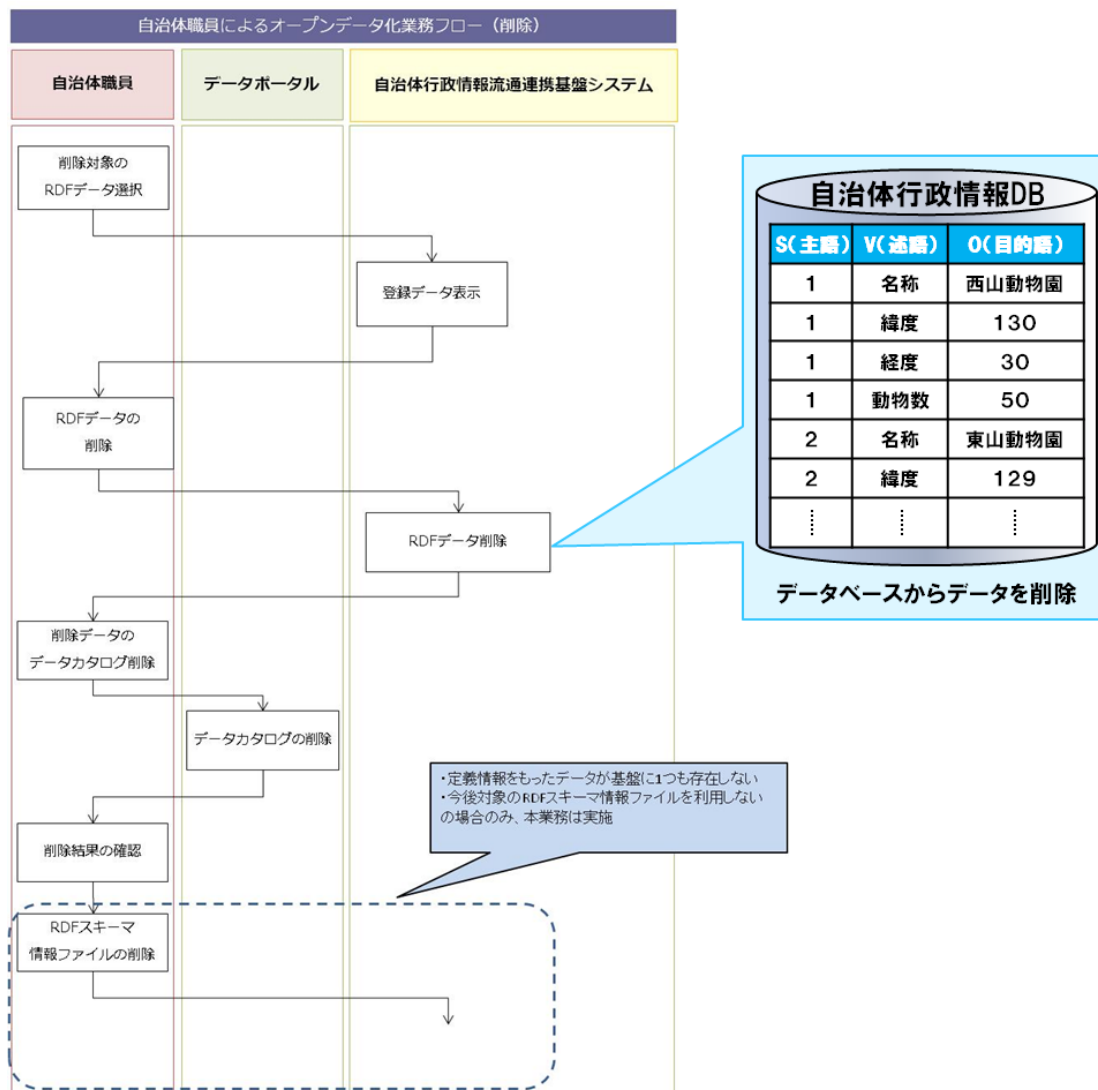 自治体職員によるオープンデータ化業務フロー（削除）
自治体職員
データポータル
自治体行政情報流通連携基盤システム
削除対象の
RDFデータ選択
登録データ表示
RDFデータの
削除
RDFデータ削除
削除データの
データカタログ削除
データカタログの削除
削除結果の確認
RDFスキーマ
情報ファイルの削除
・定義情報をもったデータが基盤に1つも存在しない
・今後対象のRDFスキーマ情報ファイルを利用しない
の場合のみ、本業務は実施
自治体行政情報DB
S(主語) V(述語) O(目的語)
1 名称 西山動物園
1 緯度 130
1 経度 30
1 動物数 50
2 名称 東山動物園
2 緯度 129
データベースからデータを削除